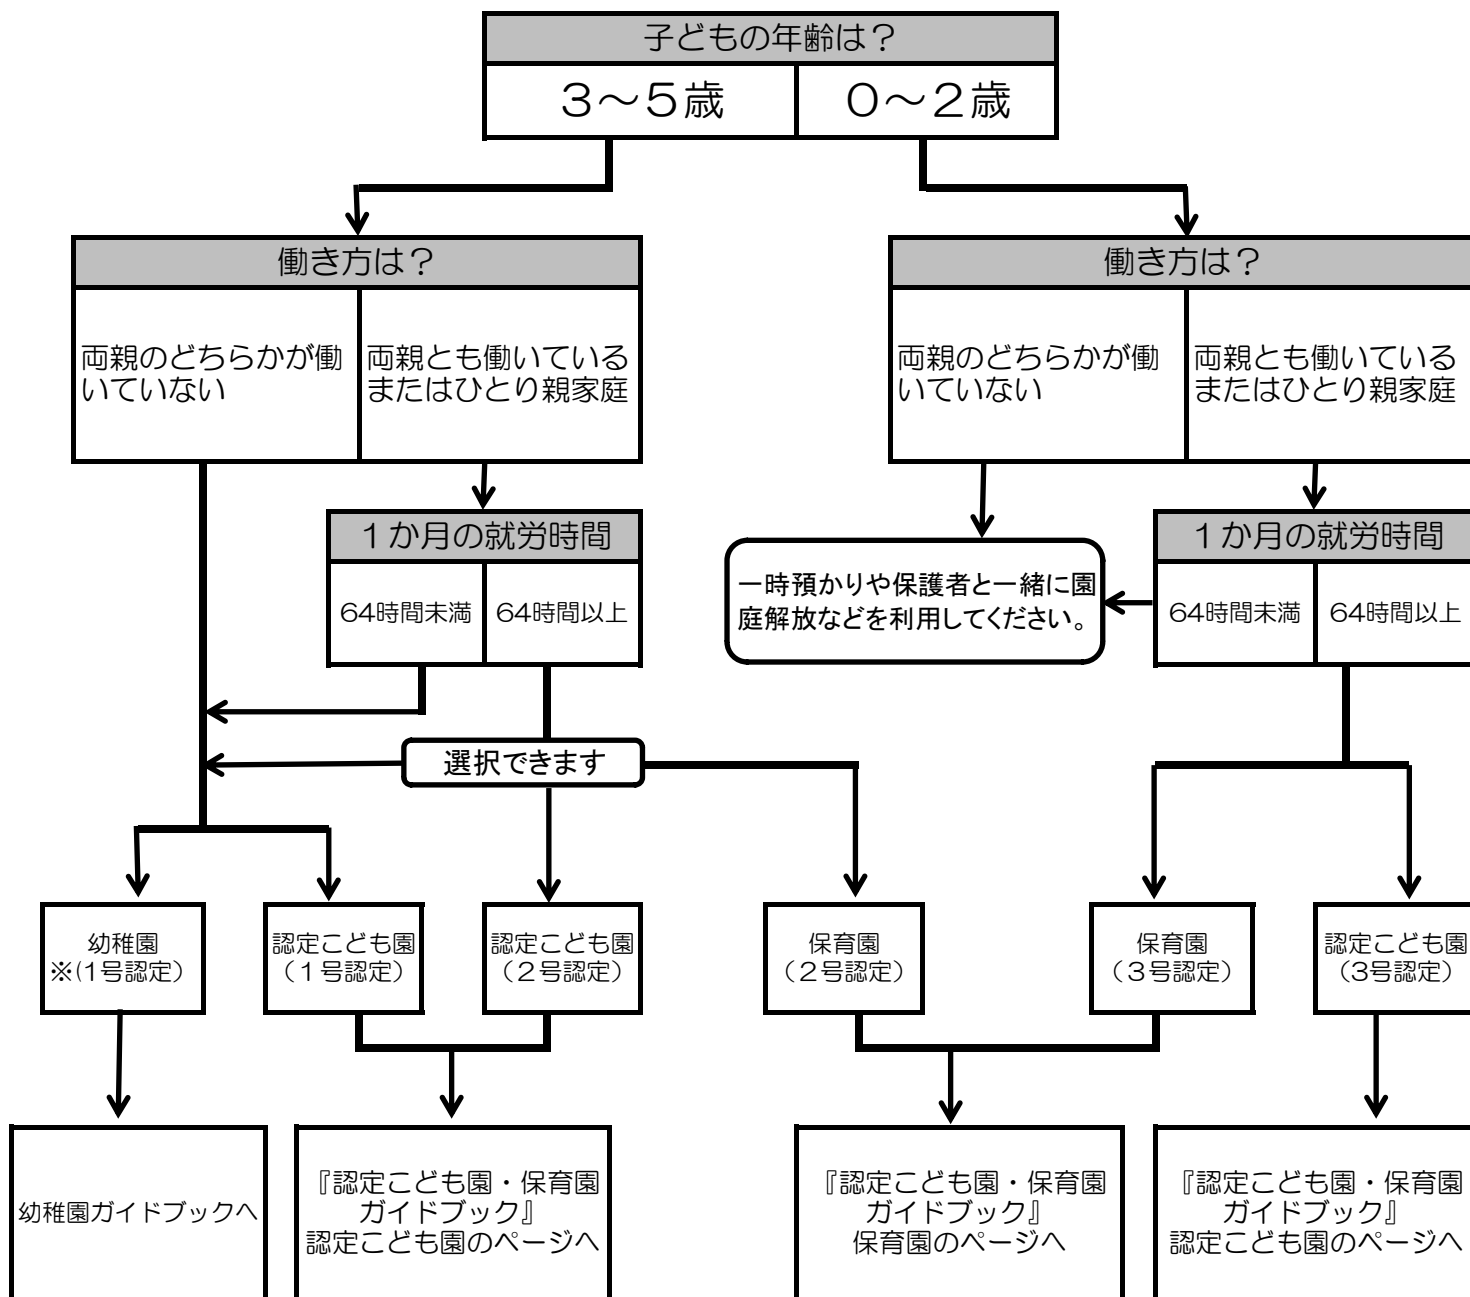 子どもの年齢は？
３～５歳
０～２歳
働き方は？
両親のどちらかが働
いていない
両親とも働いている
またはひとり親家庭
働き方は？
両親のどちらかが働
いていない
両親とも働いている
またはひとり親家庭
１か月の就労時間
64時間未満
64時間以上
一時預かりや保護者と一緒に園
庭解放などを利用してください。
１か月の就労時間
64時間未満
64時間以上
選択できます
幼稚園
※(1号認定）
認定こども園
（１号認定）
認定こども園
（２号認定）
保育園
（２号認定）
保育園
（３号認定）
認定こども園
（3号認定）
幼稚園ガイドブックへ
『認定こども園・保育園
ガイドブック』
認定こども園のページへ
『認定こども園・保育園
ガイドブック』
保育園のページへ
『認定こども園・保育園
ガイドブック』
認定こども園のページへ